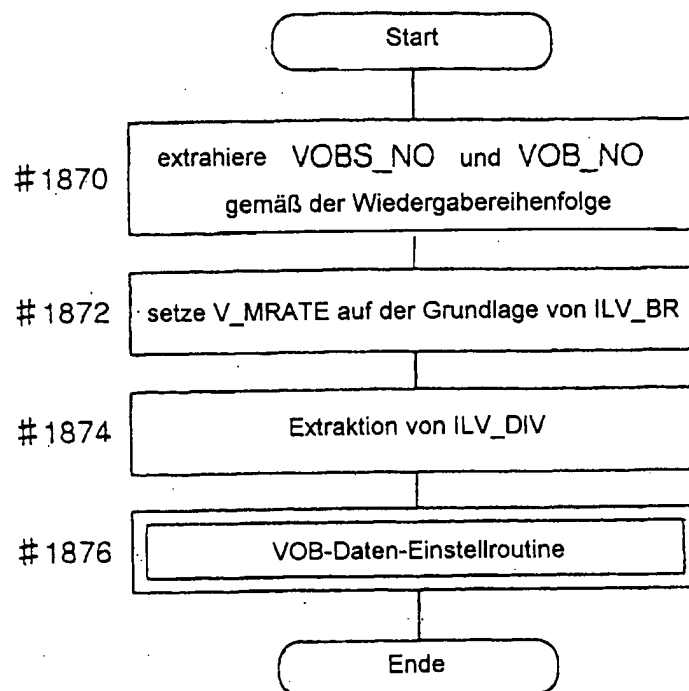 Start
#1870
extrahiere VOBS_NO und VOB_NO
gemäß der Wiedergabereihenfolge
#1872
setze V_MRATE auf der Grundlage von ILV_BR
#1874
Extraktion von ILV_DIV
#1876
VOB-Daten-Einstellroutine
Ende